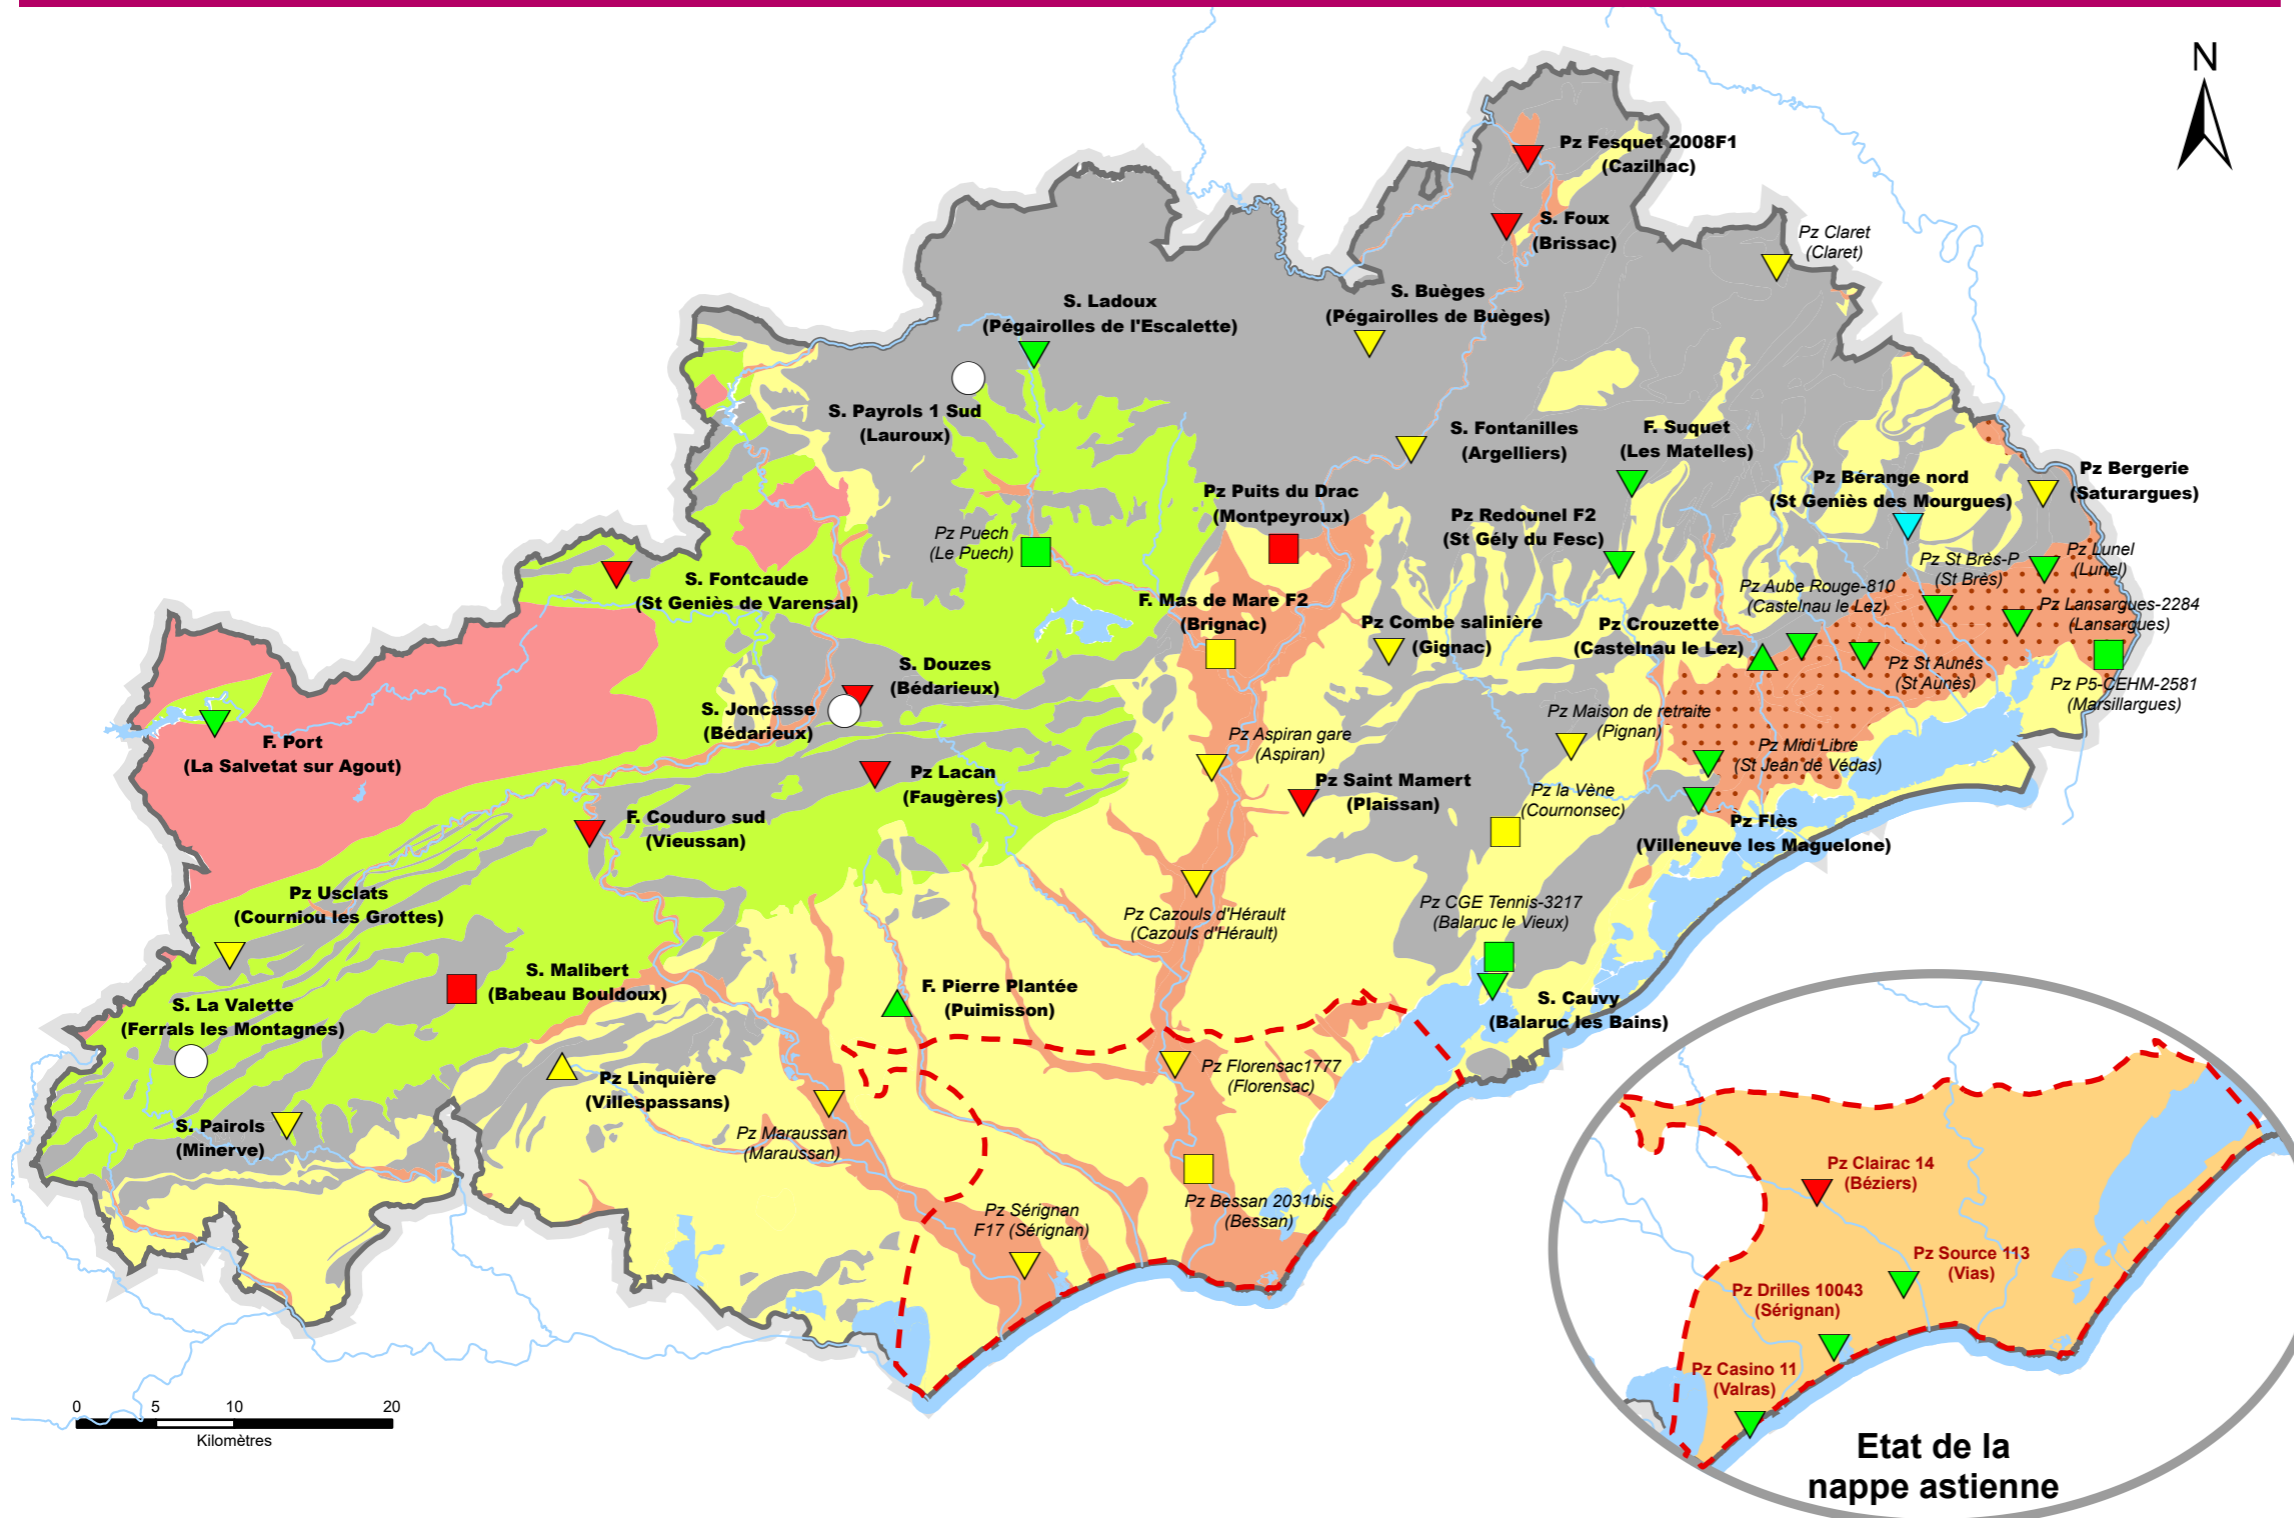 N
Pz Fesquet 2008F1
(Cazilhac)
S. Foux
(Brissac)
Pz Claret
(Claret)
S. Ladoux
(Pégairolles de l'Escalette)
S. Buèges
(Pégairolles de Buèges)
S. Payrols 1 Sud
(Lauroux)
S. Fontanilles
(Argelliers)
F. Suquet
(Les Matelles)
Pz Bérange nord
(St Geniès des Mourgues)
Pz Bergerie
(Saturargues)
Pz Puits du Drac
(Montpeyroux)
Pz Redounel F2
(St Gély du Fesc)
Pz Puech
(Le Puech)
Pz St Brès-P
(St Brès)
Pz Lunel
(Lunel)
S. Fontcaude
(St Geniès de Varensal)
Pz Aube Rouge-810
(Castelnau le Lez)
F. Mas de Mare F2
(Brignac)
Pz Lansargues-2284
(Lansargues)
Pz Combe salinière
(Gignac)
Pz Crouzette
(Castelnau le Lez)
S. Douzes
(Bédarieux)
Pz St Aunès
(St Aunès)
Pz P5-CEHM-2581
(Marsillargues)
S. Joncasse
(Bédarieux)
Pz Maison de retraite
(Pignan)
F. Port
(La Salvetat sur Agout)
Pz Aspiran gare
(Aspiran)
Pz Midi Libre
(St Jean de Védas)
Pz Lacan
(Faugères)
Pz Saint Mamert
(Plaissan)
Pz la Vène
(Cournonsec)
F. Couduro sud
(Vieussan)
Pz Flès
(Villeneuve les Maguelone)
Pz Usclats
(Courniou les Grottes)
Pz Cazouls d'Hérault
(Cazouls d'Hérault)
Pz CGE Tennis-3217
(Balaruc le Vieux)
S. Malibert
(Babeau Bouldoux)
F. Pierre Plantée
(Puimisson)
S. La Valette
(Ferrals les Montagnes)
S. Cauvy
(Balaruc les Bains)
Pz Linquière
(Villespassans)
Pz Florensac1777
(Florensac)
S. Pairols
(Minerve)
Pz Maraussan
(Maraussan)
Pz Bessan 2031bis
(Bessan)
Pz Sérignan
F17 (Sérignan)
Pz Clairac 14
(Béziers)
Pz Source 113
(Vias)
Pz Drilles 10043
(Sérignan)
Pz Casino 11
(Valras)
Etat de la
nappe astienne
0 5 10 20
Kilomètres